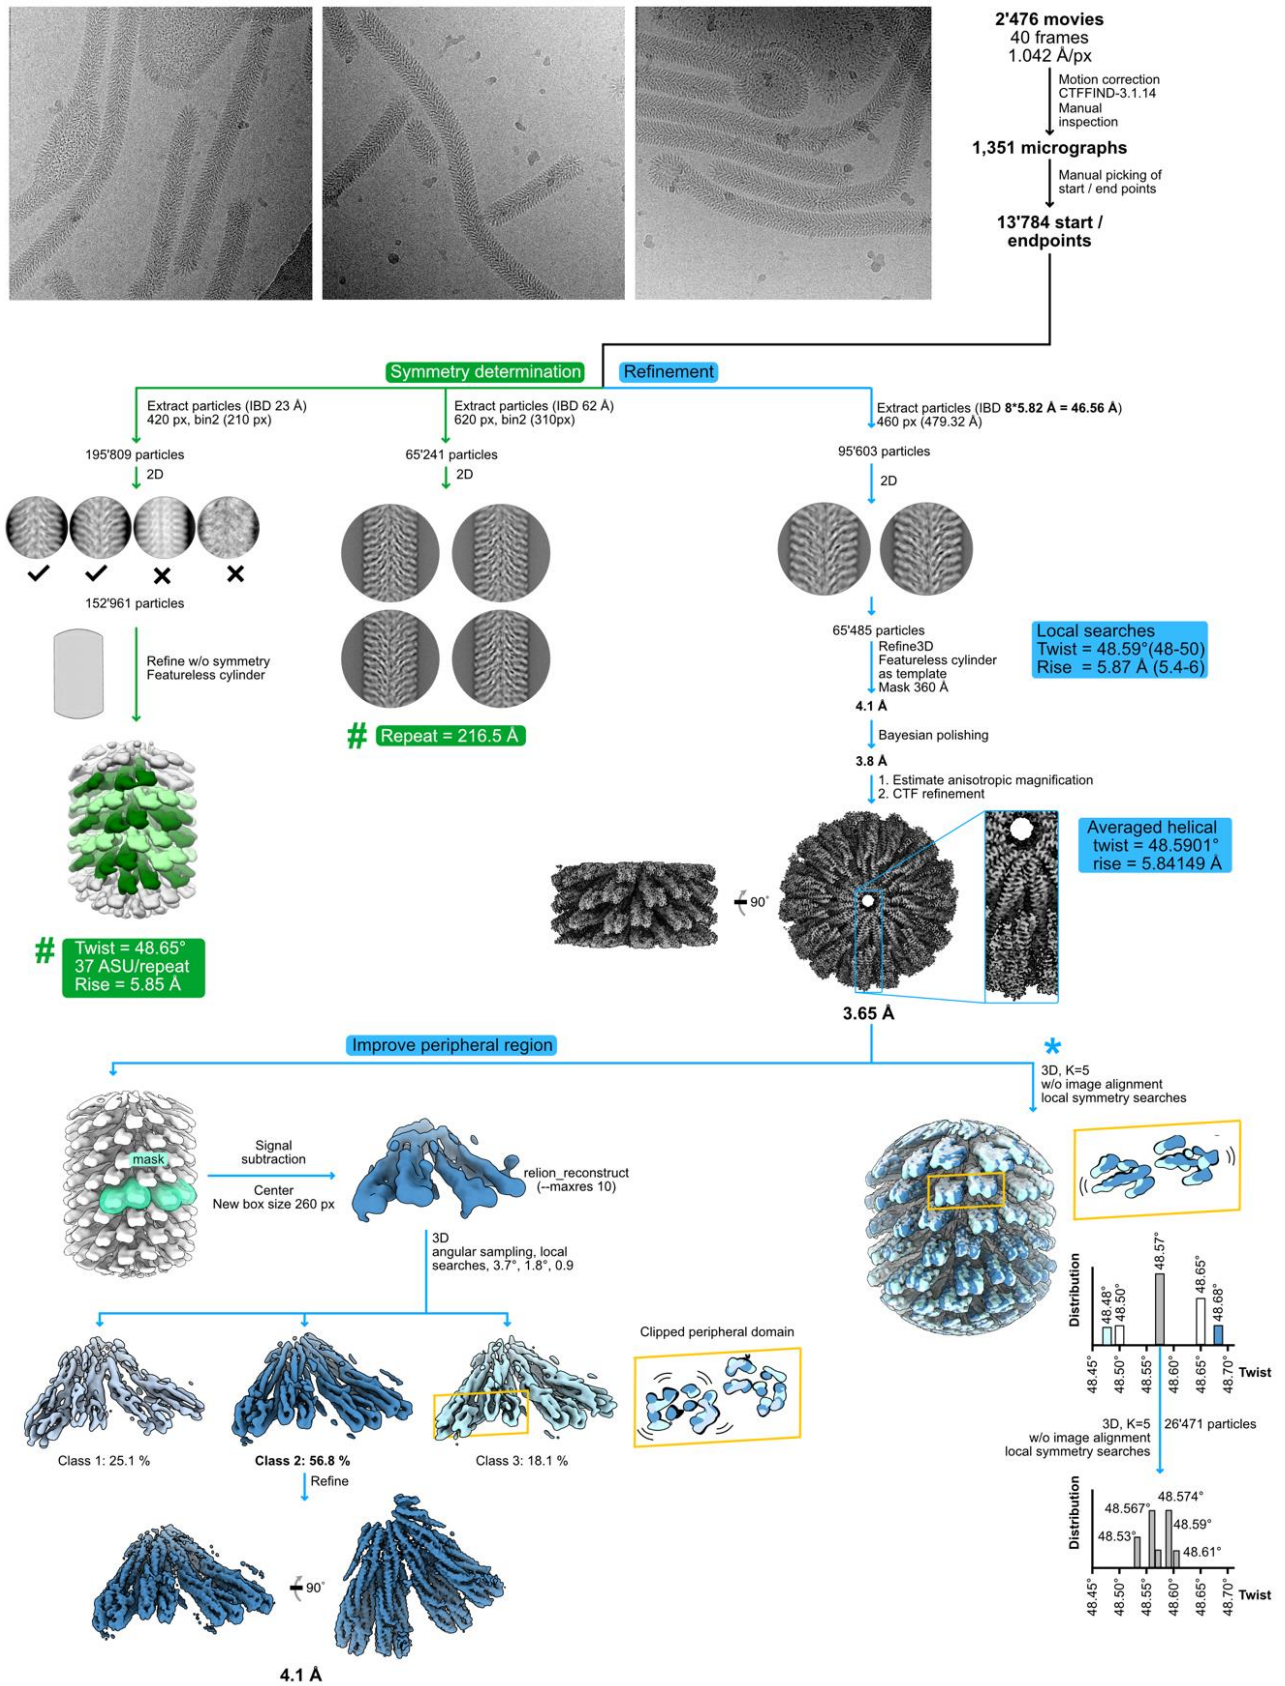 2'476 movies
40 frames
1.042 Å/px
Motion correction
CTFFIND-3.1.14
Manual
inspection
1,351 micrographs
Manual picking of
start / end points
13'784 start /
endpoints
Symmetry determination
Refinement
Extract particles (IBD 23 Å)
420 px, bin2 (210 px)
195'809 particles
2D
152'961 particles
Refine w/o symmetry
Featureless cylinder
#
Twist = 48.65°
37 ASU/repeat
Rise = 5.85 Å
Extract particles (IBD 62 Å)
620 px, bin2 (310px)
65'241 particles
2D
#
Repeat = 216.5 Å
Extract particles (IBD 8*5.82 Å = 46.56 Å)
460 px (479.32 Å)
95'603 particles
2D
65'485 particles
Refine3D
Featureless cylinder
as template
Mask 360 Å
Local searches
Twist = 48.59°(48-50)
Rise = 5.87 Å (5.4-6)
4.1 Å
Bayesian polishing
3.8 Å
1. Estimate anisotropic magnification
2. CTF refinement
90°
Averaged helical
twist = 48.5901°
rise = 5.84149 Å
3.65 Å
Improve peripheral region
mask
Signal
subtraction
Center
New box size 260 px
relion_reconstruct
(--maxres 10)
3D
angular sampling, local
searches, 3.7°, 1.8°, 0.9
Class 1: 25.1 %
Class 2: 56.8 %
Class 3: 18.1 %
Clipped peripheral domain
Refine
90°
4.1 Å
*
3D, K=5
w/o image alignment
local symmetry searches
Distribution
48.48°
48.50°
48.57°
48.65°
48.68°
48.45°
48.50°
48.55°
48.60°
48.65°
48.70°
Twist
3D, K=5
w/o image alignment
local symmetry searches
26'471 particles
Distribution
48.53°
48.567°
48.574°
48.59°
48.61°
48.45°
48.50°
48.55°
48.60°
48.65°
48.70°
Twist